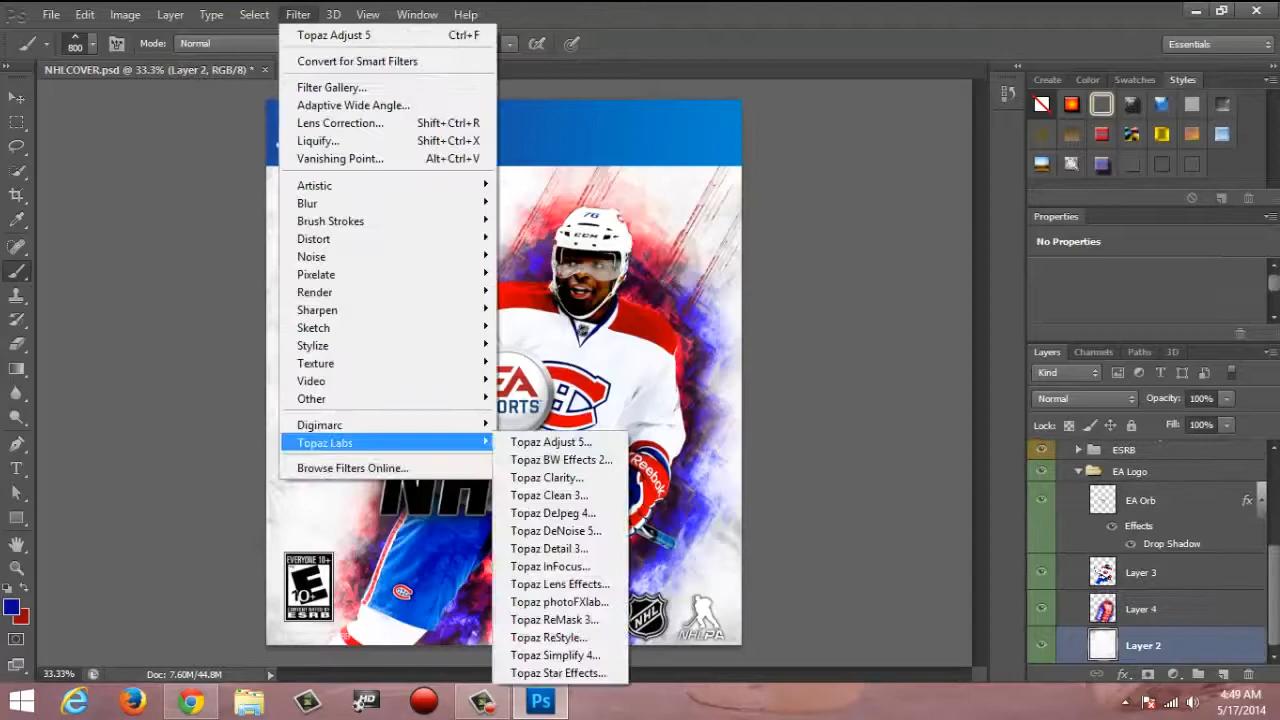 File Edit Image Layer Type Select Filter 3D View Window Help
800 Mode: Normal Essentials
NHLCOVER.psd @ 33.3% (Layer 2, RGB/8) * ×
Topaz Adjust 5 Ctrl+F
Convert for Smart Filters
Filter Gallery...
Adaptive Wide Angle...
Lens Correction... Shift+Ctrl+R
Liquify... Shift+Ctrl+X
Vanishing Point... Alt+Ctrl+V
Artistic
Blur
Brush Strokes
Distort
Noise
Pixelate
Render
Sharpen
Sketch
Stylize
Texture
Video
Other
Digimarc
Topaz Labs
Browse Filters Online...
Topaz Adjust 5...
Topaz BW Effects 2...
Topaz Clarity...
Topaz Clean 3...
Topaz DeJpeg 4...
Topaz DeNoise 5...
Topaz Detail 3...
Topaz InFocus...
Topaz Lens Effects...
Topaz photoFXlab...
Topaz ReMask 3...
Topaz ReStyle...
Topaz Simplify 4...
Topaz Star Effects...
76
CCM
EA
ORTS
Reebok
NH
EVERYONE 10+
E
10+
ESRB
NHL
NHLPA
Create Color Swatches Styles
Properties
No Properties
Layers Channels Paths 3D
Kind
Normal Opacity: 100%
Lock: Fill: 100%
ESRB
EA Logo
EA Orb fx
Effects
Drop Shadow
Layer 3
Layer 4
Layer 2
33.33% Doc: 7.60M/44.8M
HD
Ps
4:49 AM
5/17/2014